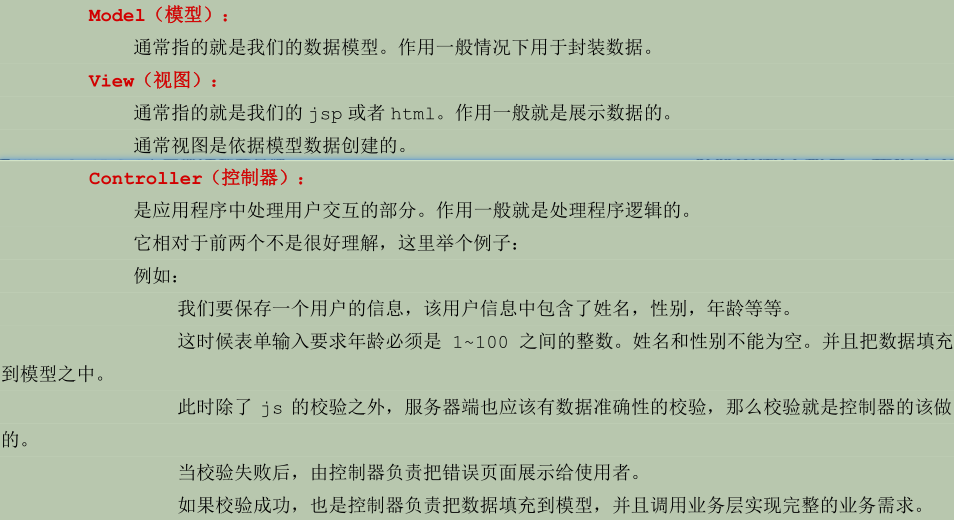 Model（模型）：
通常指的就是我们的数据模型。作用一般情况下用于封装数据。
View（视图）：
通常指的就是我们的 jsp 或者 html。作用一般就是展示数据的。
通常视图是依据模型数据创建的。
Controller（控制器）：
是应用程序中处理用户交互的部分。作用一般就是处理程序逻辑的。
它相对于前两个不是很好理解，这里举个例子：
例如：
我们要保存一个用户的信息，该用户信息中包含了姓名，性别，年龄等等。
这时候表单输入要求年龄必须是 1~100 之间的整数。姓名和性别不能为空。并且把数据填充
到模型之中。
此时除了 js 的校验之外，服务器端也应该有数据准确性的校验，那么校验就是控制器的该做
的。
当校验失败后，由控制器负责把错误页面展示给使用者。
如果校验成功，也是控制器负责把数据填充到模型，并且调用业务层实现完整的业务需求。